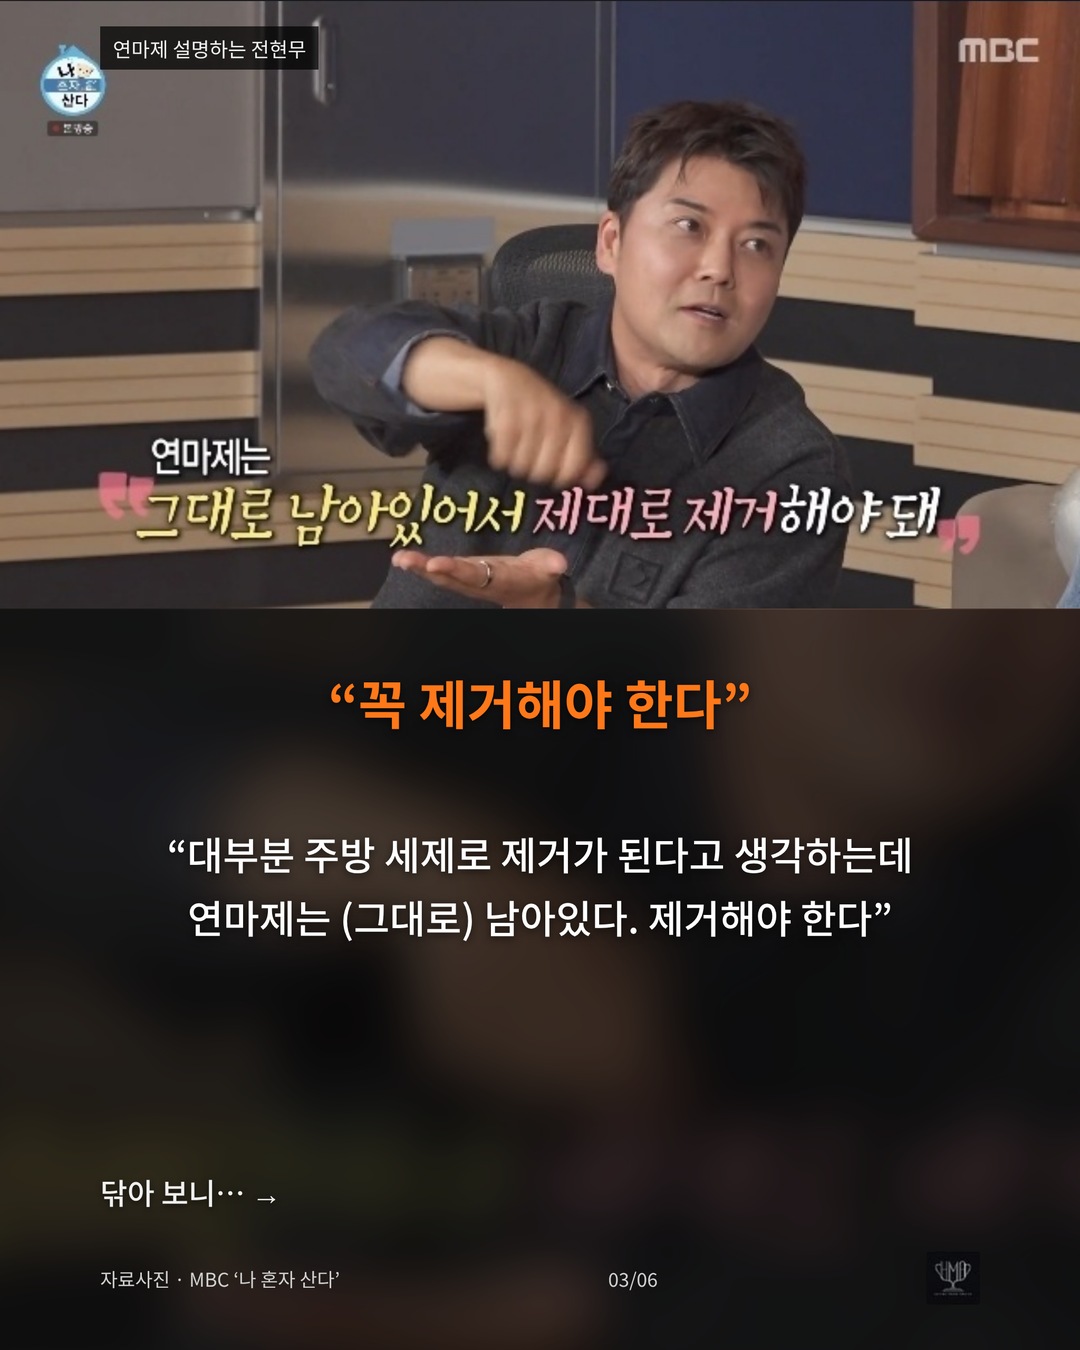 연마제 설명하는 전현무
MBC
나
혼자
산다
연마제는
“그대로 남아있어서 제대로 제거해야 돼”
“꼭 제거해야 한다”
“대부분 주방 세제로 제거가 된다고 생각하는데
연마제는 (그대로) 남아있다. 제거해야 한다”
닦아 보니… →
자료사진 · MBC ‘나 혼자 산다’
03/06